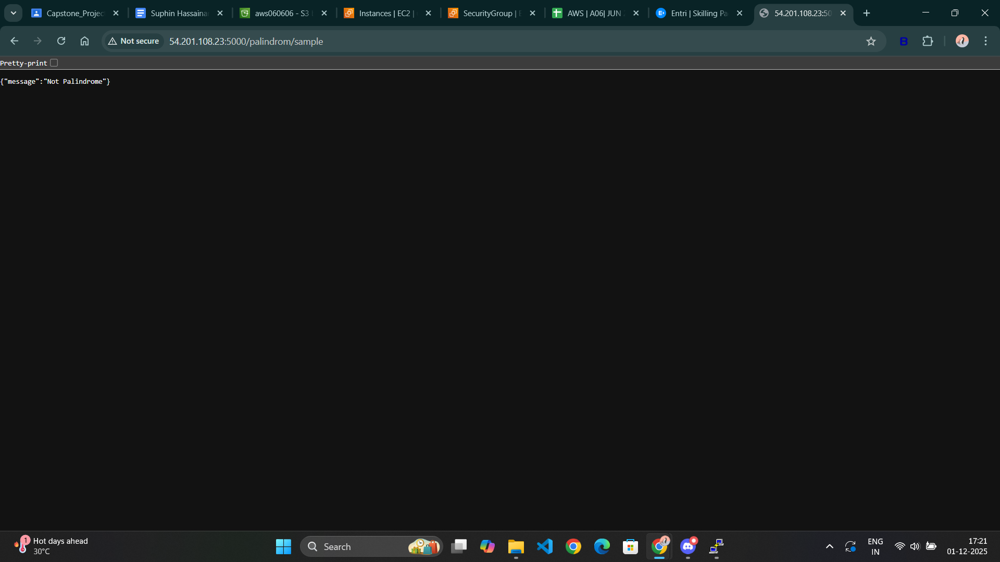 Capstone_Projec
Suphin Hassaina
aws060606 - S3
Instances | EC2 |
SecurityGroup | E
AWS | A06| JUN
Entri | Skilling Pa
54.201.108.23:50
Not secure
54.201.108.23:5000/palindrom/sample
B
Pretty-print
{"message":"Not Palindrome"}
1
Hot days ahead
30°C
Search
ENG
IN
17:21
01-12-2025